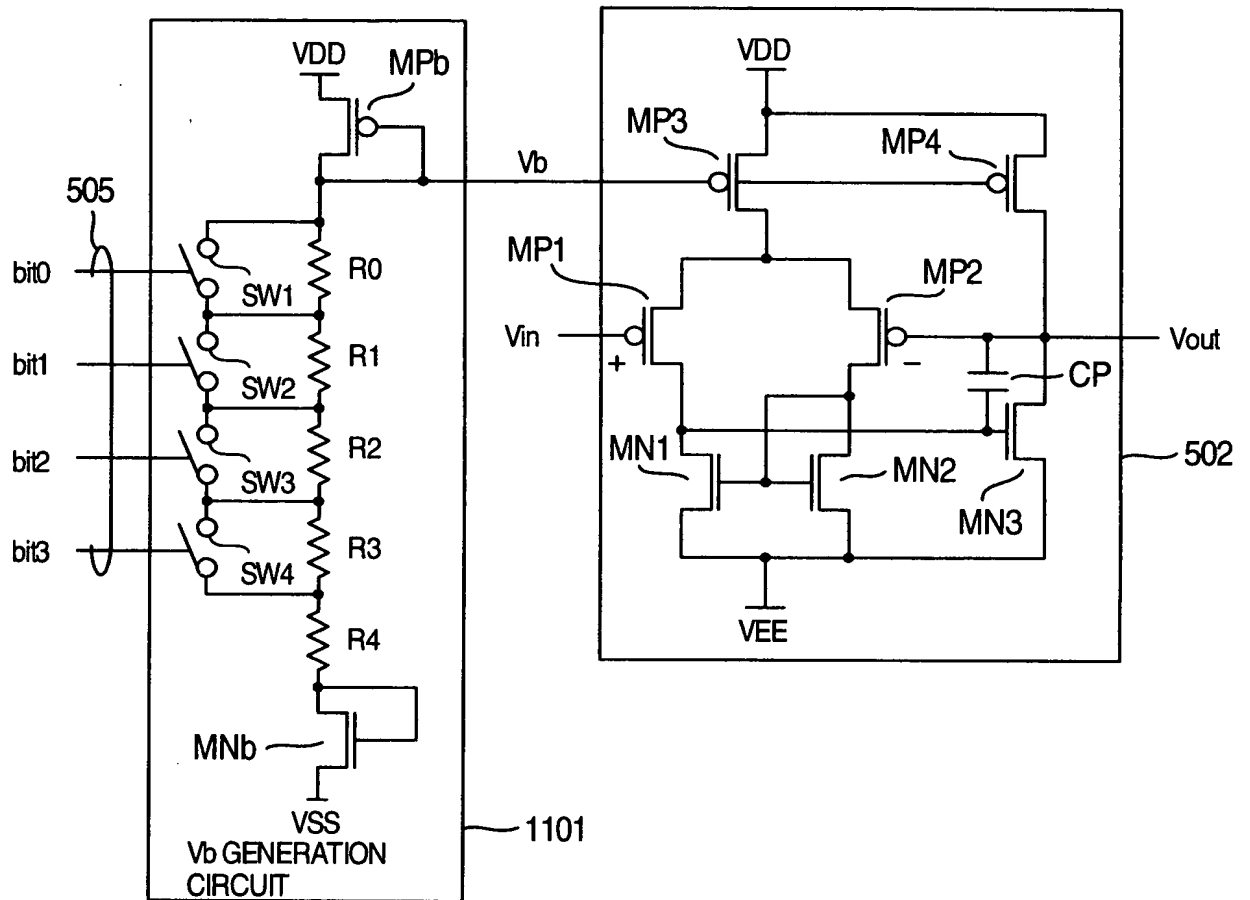 VDD
MPb
Vb
505
bit0
SW1
R0
bit1
SW2
R1
bit2
SW3
R2
bit3
SW4
R3
R4
MNb
VSS
Vb GENERATION
CIRCUIT
1101
VDD
MP3
MP4
MP1
MP2
Vin
+
−
Vout
CP
MN1
MN2
MN3
502
VEE